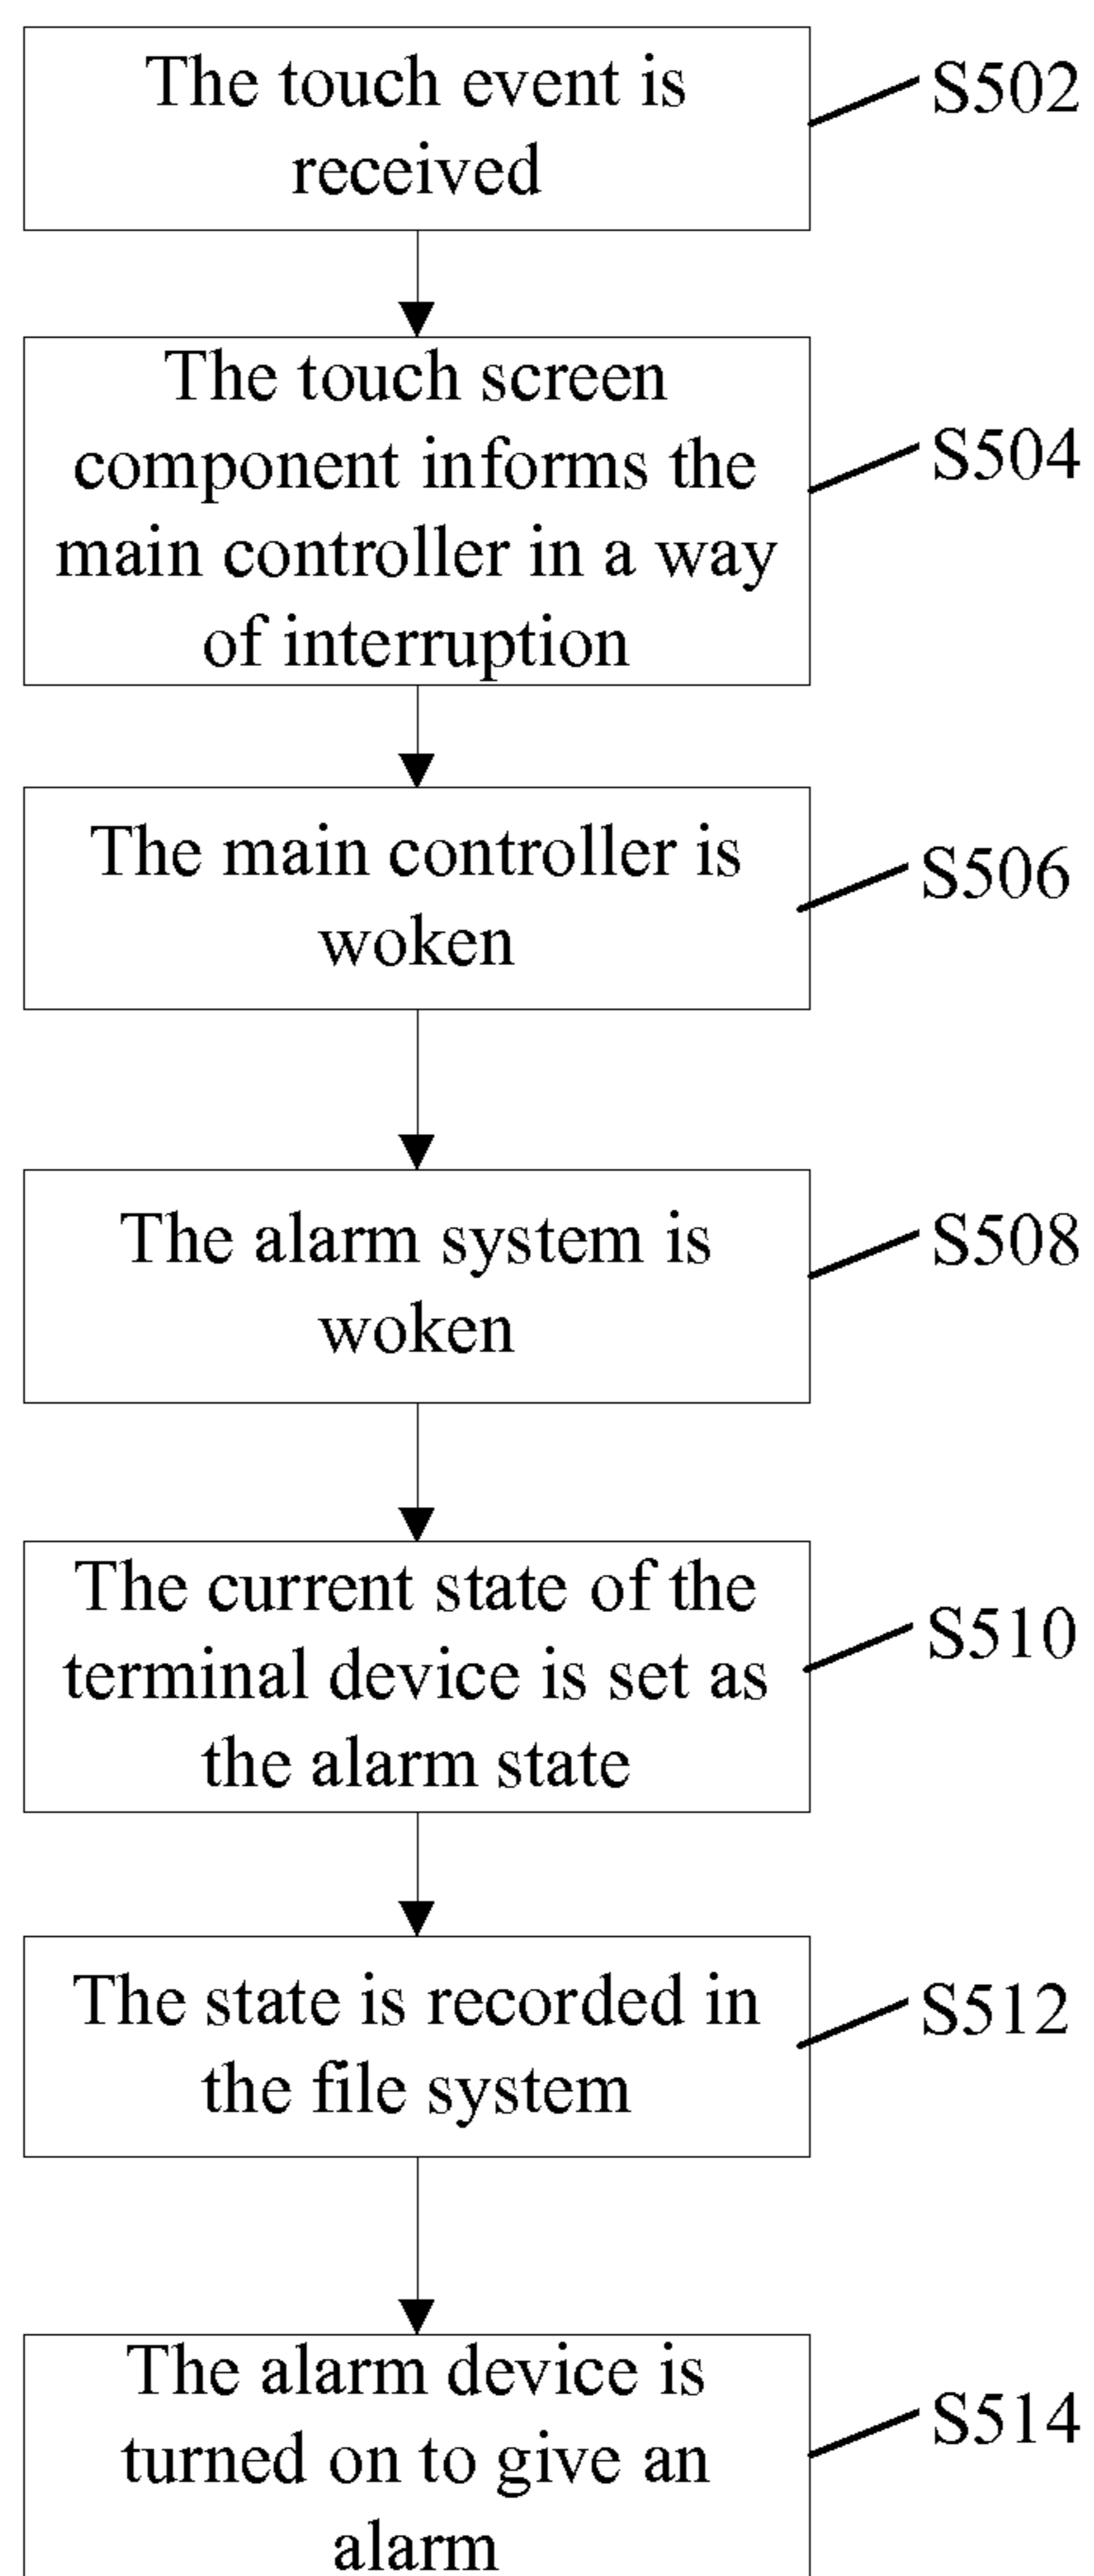 The touch event is
received
S502
The touch screen
component informs the
main controller in a way
of interruption
S504
The main controller is
woken
S506
The alarm system is
woken
S508
The current state of the
terminal device is set as
the alarm state
S510
The state is recorded in
the file system
S512
The alarm device is
turned on to give an
alarm
S514